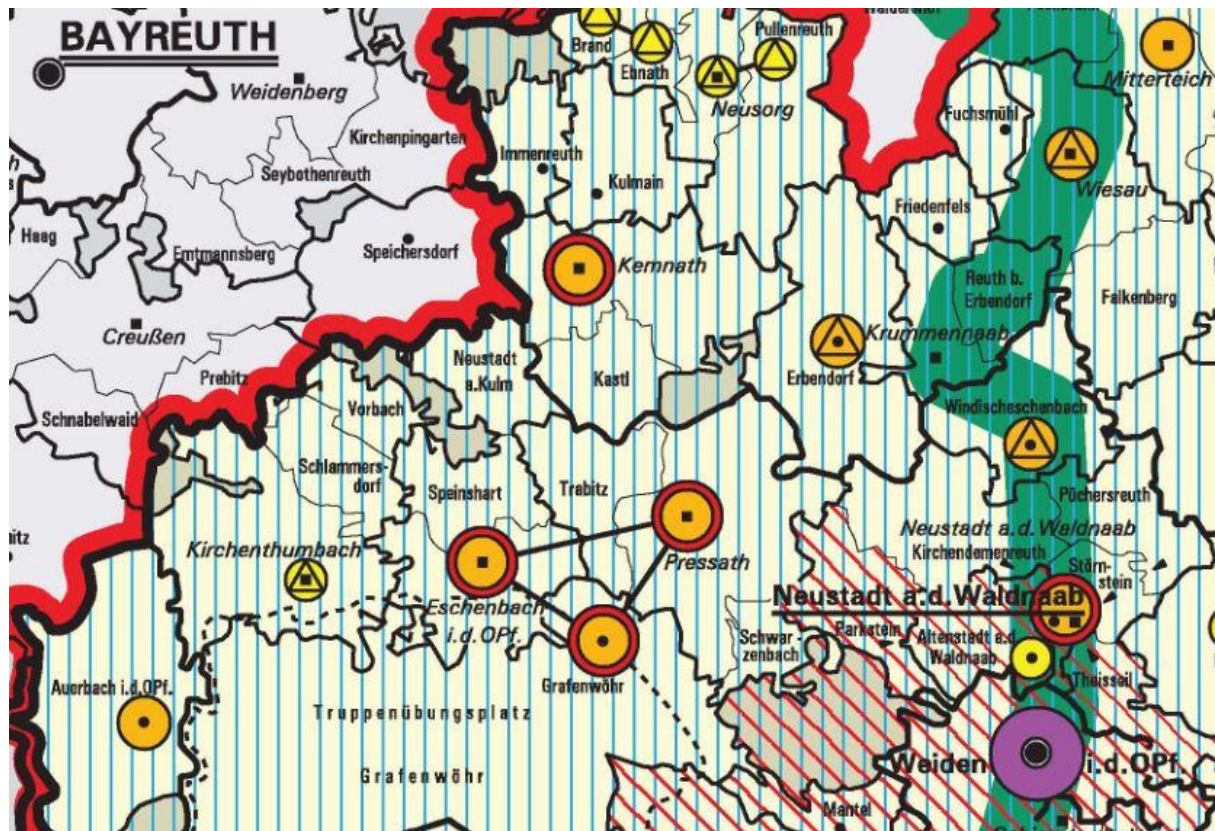 BAYREUTH
Weidenberg
Kirchenpingarten
Seybothenreuth
Haag
Emtmannsberg
Speichersdorf
Creußen
Prebitz
Schnabelwaid
Brand
Ebnath
Pullenreuth
Neusorg
Mitterteich
Fuchsmühl
Wiesau
Immenreuth
Kulmain
Friedenfels
Kemnath
Reuth b.
Erbendorf
Falkenberg
Krummennaab
Erbendorf
Neustadt
a.Kulm
Kastl
Vorbach
Windischeschenbach
Schlammers-
dorf
Speinshart
Trabitz
Püchersreuth
Kirchenthumbach
Pressath
Neustadt a.d.Waldnaab
Kirchendemenreuth
Störn-
stein
Eschenbach
i.d.OPf.
Neustadt a.d.Waldnaab
Schwar-
zenbach
Parkstein
Altenstadt a.d.
Waldnaab
Theisseil
Grafenwöhr
Auerbach i.d.OPf.
Truppenübungsplatz
Grafenwöhr
Weiden i.d.OPf.
Mantel